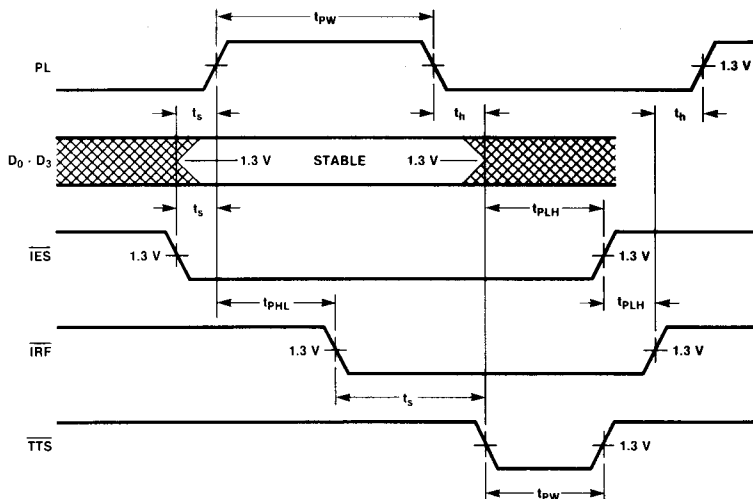 tPW
PL
1.3 V
ts
th
th
D0 - D3
1.3 V
STABLE
1.3 V
ts
tPLH
IES
1.3 V
1.3 V
tPHL
tPLH
IRF
1.3 V
1.3 V
ts
TTS
1.3 V
tPW